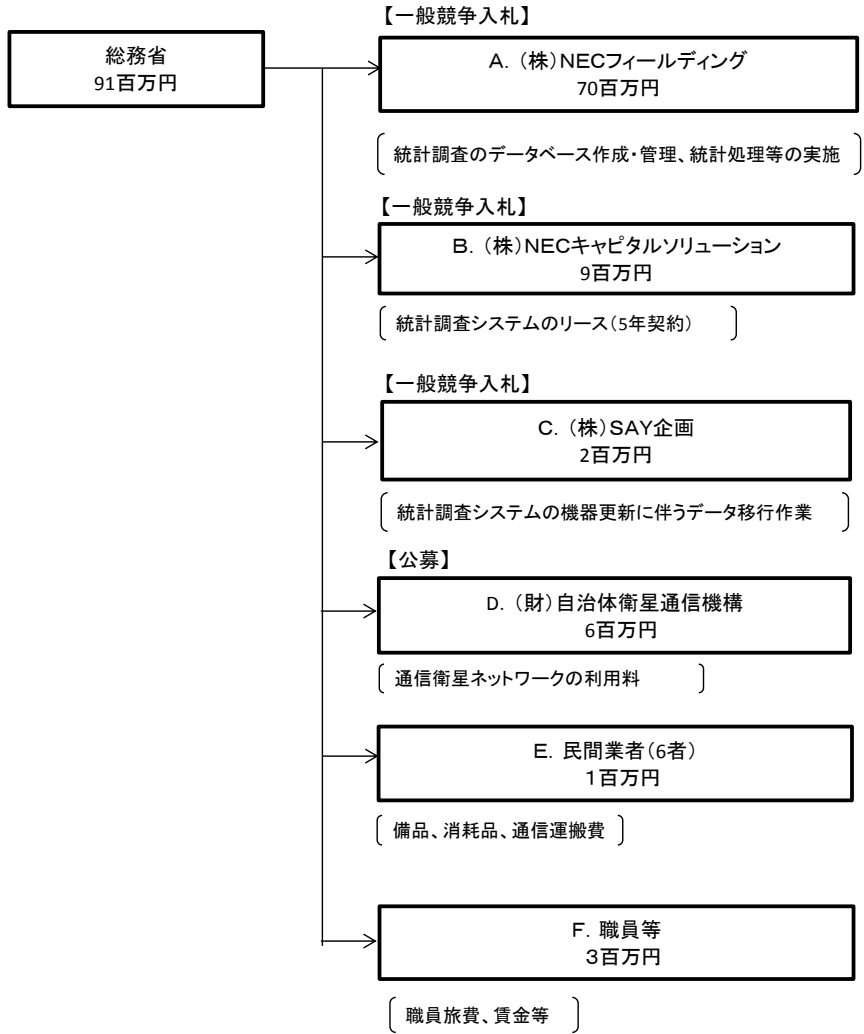 【一般競争入札】
総務省
91百万円
A. (株)NECフィールディング
70百万円
統計調査のデータベース作成・管理、統計処理等の実施
【一般競争入札】
B. (株)NECキャピタルソリューション
9百万円
統計調査システムのリース(5年契約)
【一般競争入札】
C. (株)SAY企画
2百万円
統計調査システムの機器更新に伴うデータ移行作業
【公募】
D. (財)自治体衛星通信機構
6百万円
通信衛星ネットワークの利用料
E. 民間業者(6者)
1百万円
備品、消耗品、通信運搬費
F. 職員等
3百万円
職員旅費、賃金等